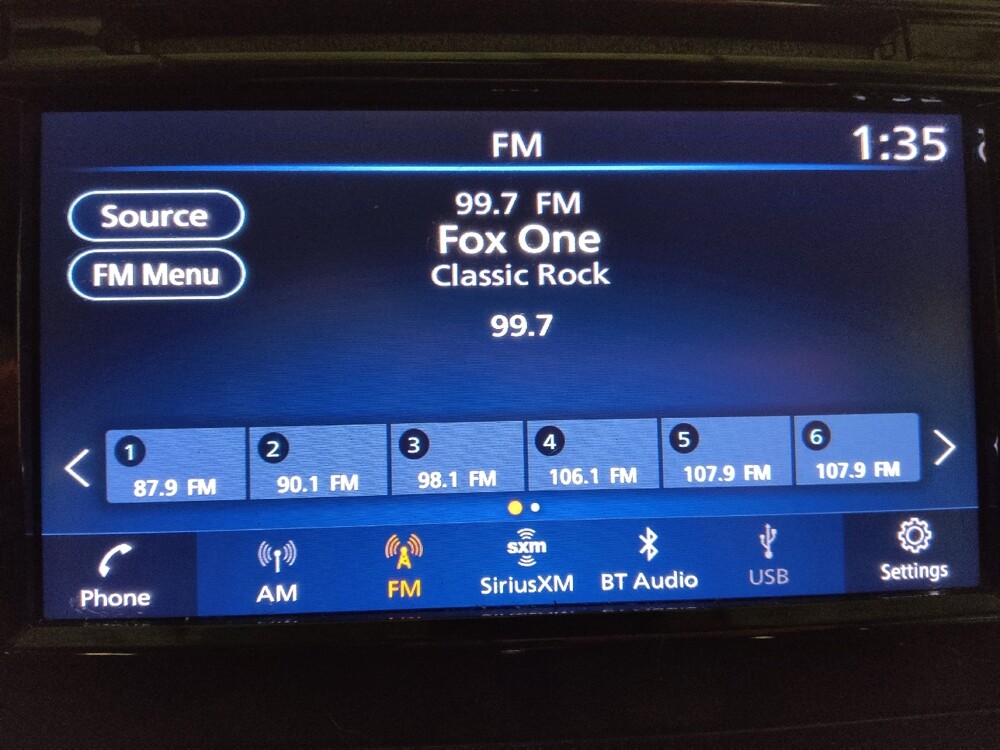 FM
1:35
Source
FM Menu
99.7 FM
Fox One
Classic Rock
99.7
1
87.9 FM
2
90.1 FM
3
98.1 FM
4
106.1 FM
5
107.9 FM
6
107.9 FM
Phone
AM
FM
sxm
SiriusXM
BT Audio
USB
Settings